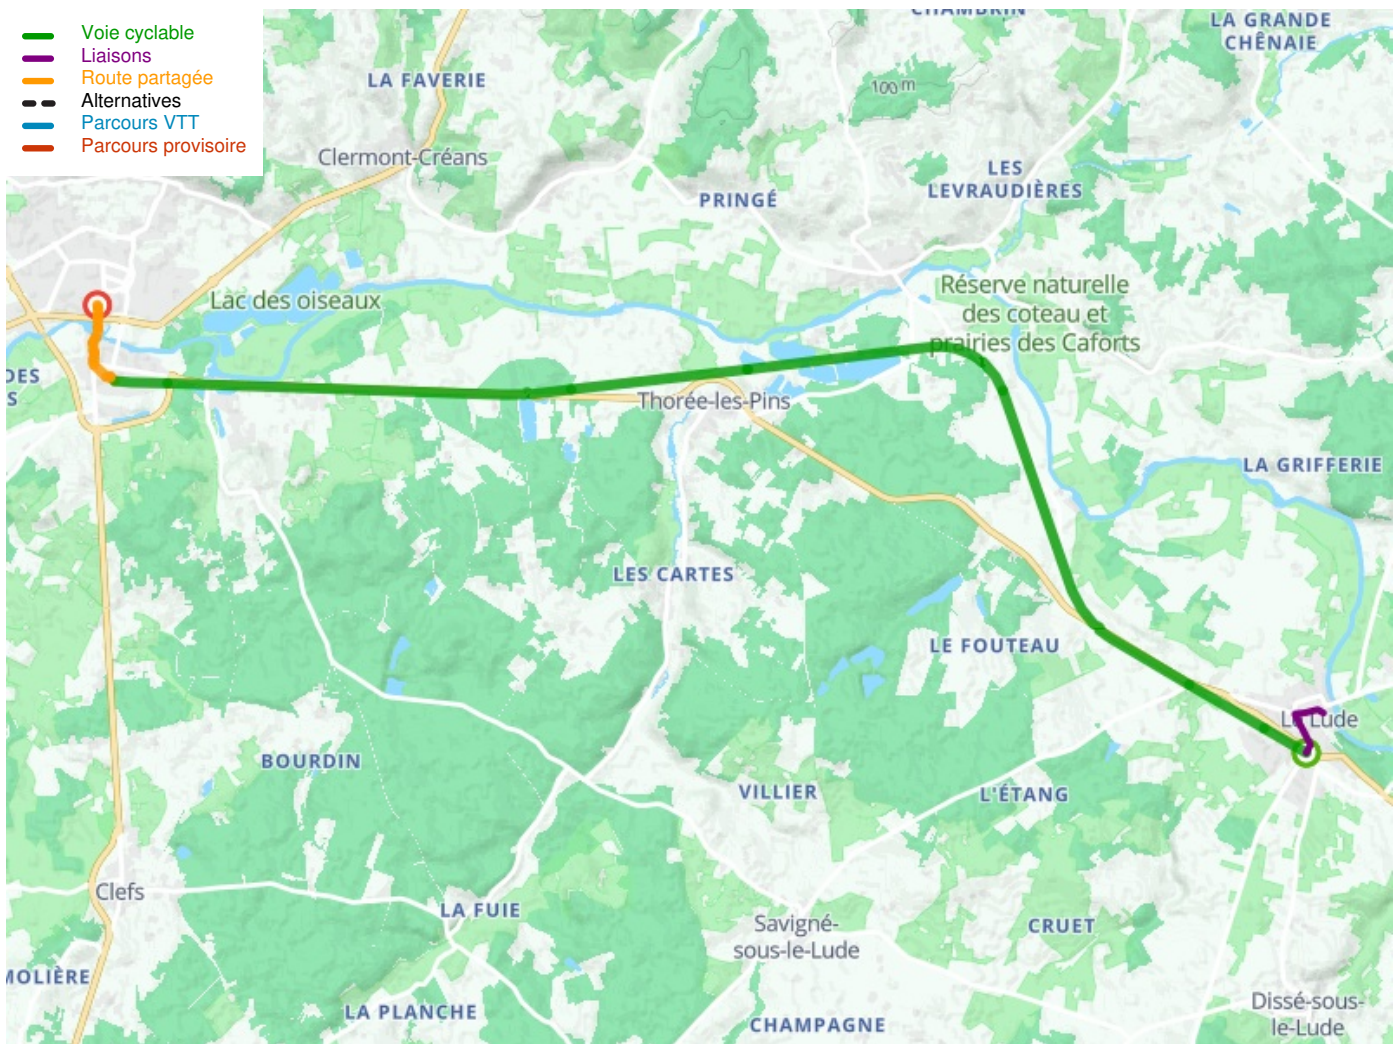 Voie cyclable
Liaisons
Route partagée
Alternatives
Parcours VTT
Parcours provisoire
CHAMBRIN
LA GRANDE
CHÊNAIE
LA FAVERIE
100 m
Clermont-Créans
LES
LEVRAUDIÈRES
PRINGÉ
Lac des oiseaux
Réserve naturelle
des coteau et
prairies des Caforts
DES
S
Thorée-les-Pins
LA GRIFFERIE
LES CARTES
LE FOUTEAU
Le Lude
BOURDIN
VILLIER
L'ÉTANG
Clefs
LA FUIE
Savigné-
sous-le-Lude
CRUET
MOLIÈRE
LA PLANCHE
CHAMPAGNE
Dissé-sous-
le-Lude